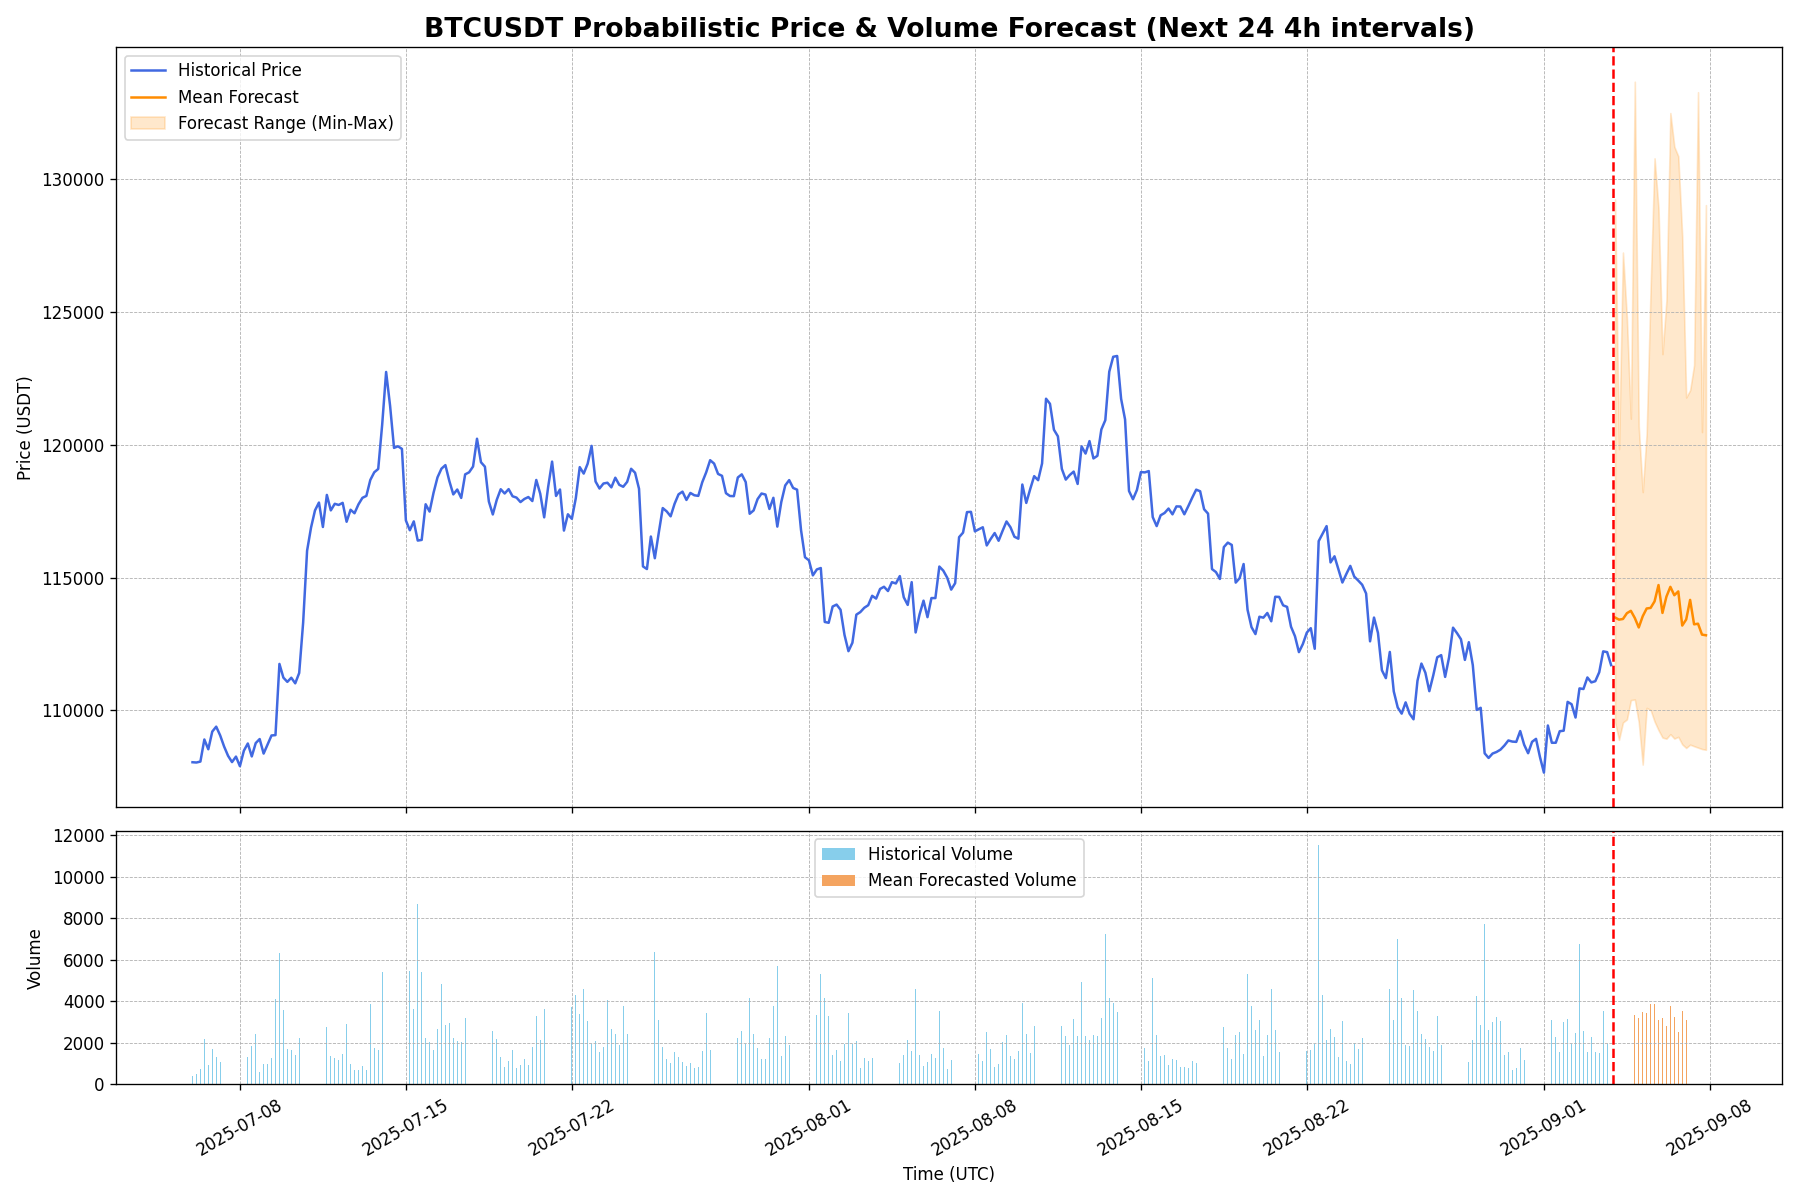 BTCUSDT Probabilistic Price & Volume Forecast (Next 24 4h intervals)
Historical Price
Mean Forecast
Forecast Range (Min-Max)
Price (USDT)
130000
125000
120000
115000
110000
Historical Volume
Mean Forecasted Volume
Volume
12000
10000
8000
6000
4000
2000
0
2025-07-08
2025-07-15
2025-07-22
2025-08-01
2025-08-08
2025-08-15
2025-08-22
2025-09-01
2025-09-08
Time (UTC)